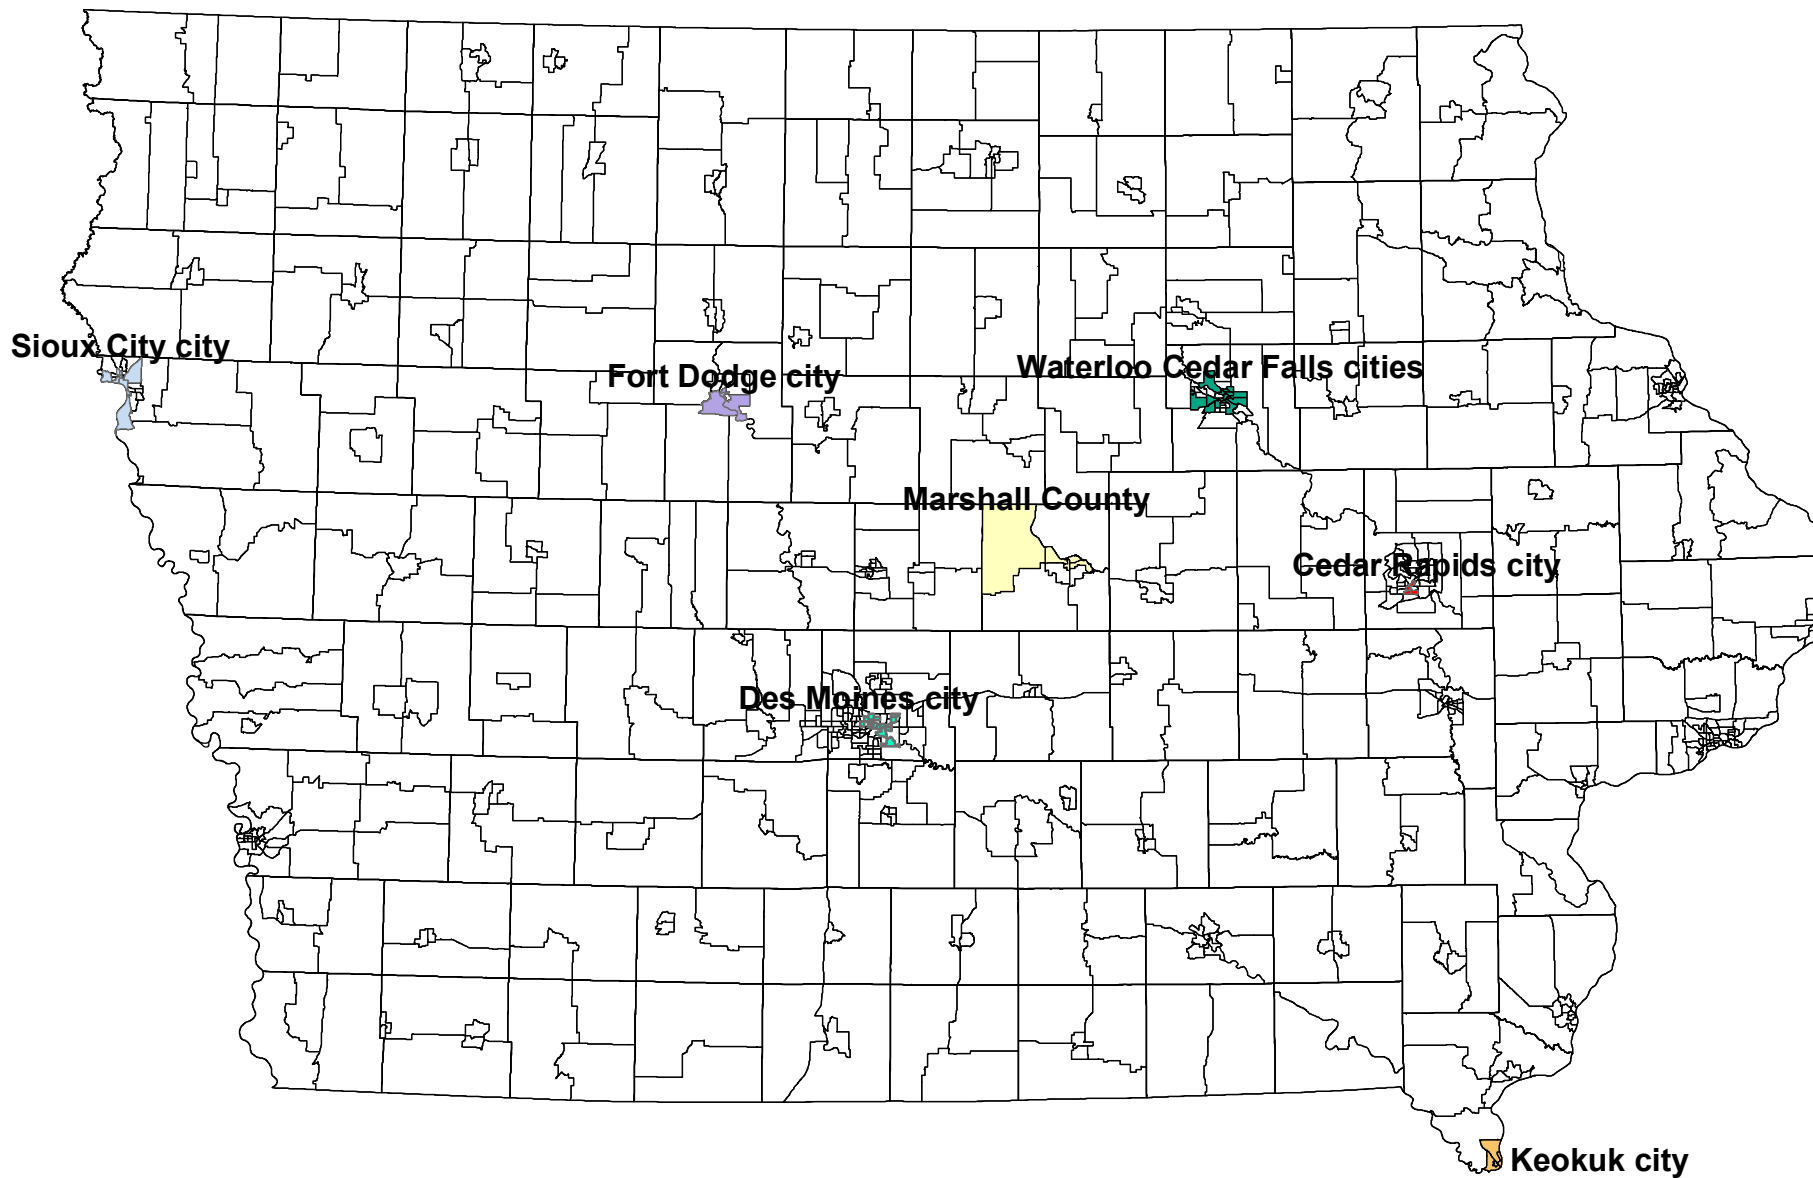 Sioux City city
Fort Dodge city
Waterloo Cedar Falls cities
Marshall County
Cedar Rapids city
Des Moines city
Keokuk city